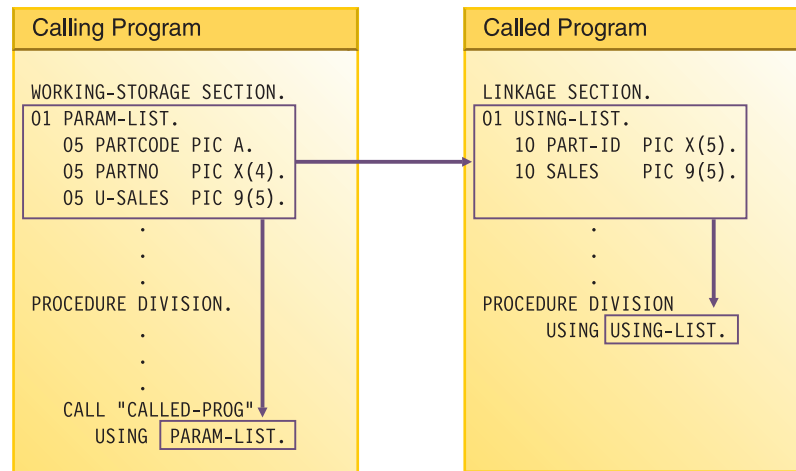 Calling Program
WORKING-STORAGE SECTION.
01 PARAM-LIST.
05 PARTCODE PIC A.
05 PARTNO PIC X(4).
05 U-SALES PIC 9(5).
.
.
.
PROCEDURE DIVISION.
.
.
.
CALL "CALLED-PROG"
USING PARAM-LIST.
Called Program
LINKAGE SECTION.
01 USING-LIST.
10 PART-ID PIC X(5).
10 SALES PIC 9(5).
.
.
.
PROCEDURE DIVISION
USING USING-LIST.